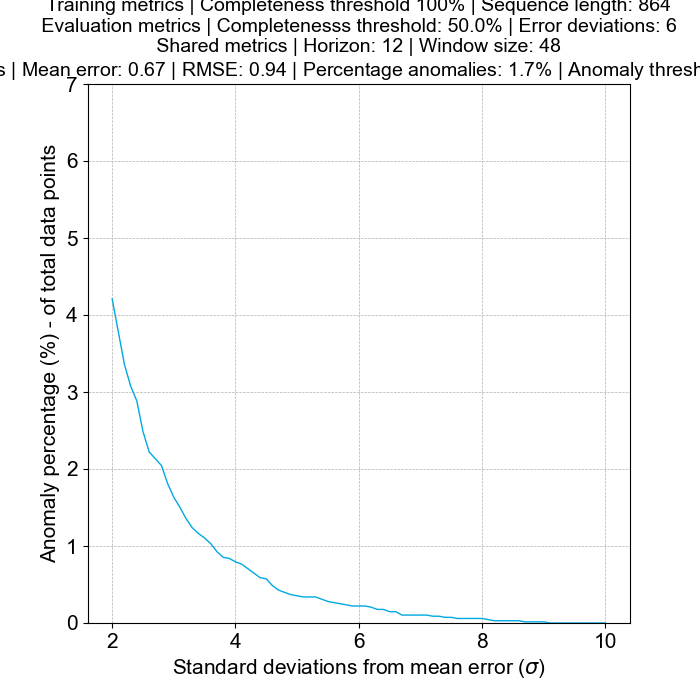 Training metrics | Completeness threshold 100% | Sequence length: 864
Evaluation metrics | Completenesss threshold: 50.0% | Error deviations: 6
Shared metrics | Horizon: 12 | Window size: 48
| Mean error: 0.67 | RMSE: 0.94 | Percentage anomalies: 1.7% | Anomaly
7
6
5
4
3
2
1
0
Anomaly percentage (%) - of total data points
2 4 6 8 10
Standard deviations from mean error (σ)